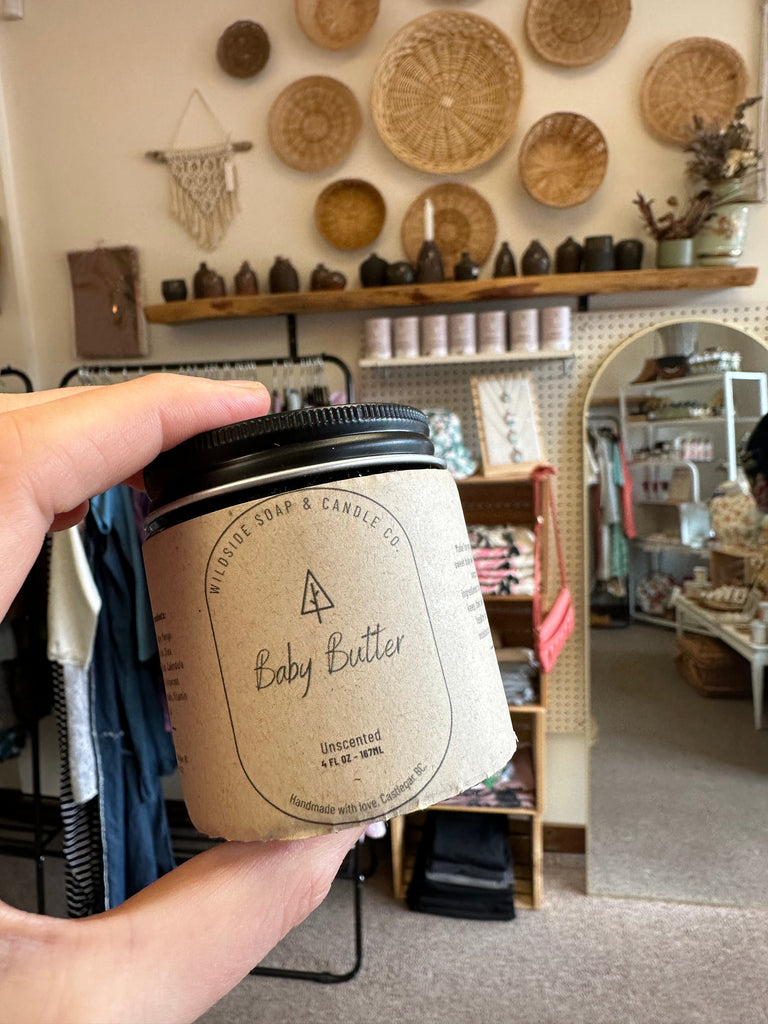 WILDSIDE SOAP & CANDLE CO.
Baby Butter
Unscented
4 FL OZ - 167ML
Handmade with love, Castlegar, BC.